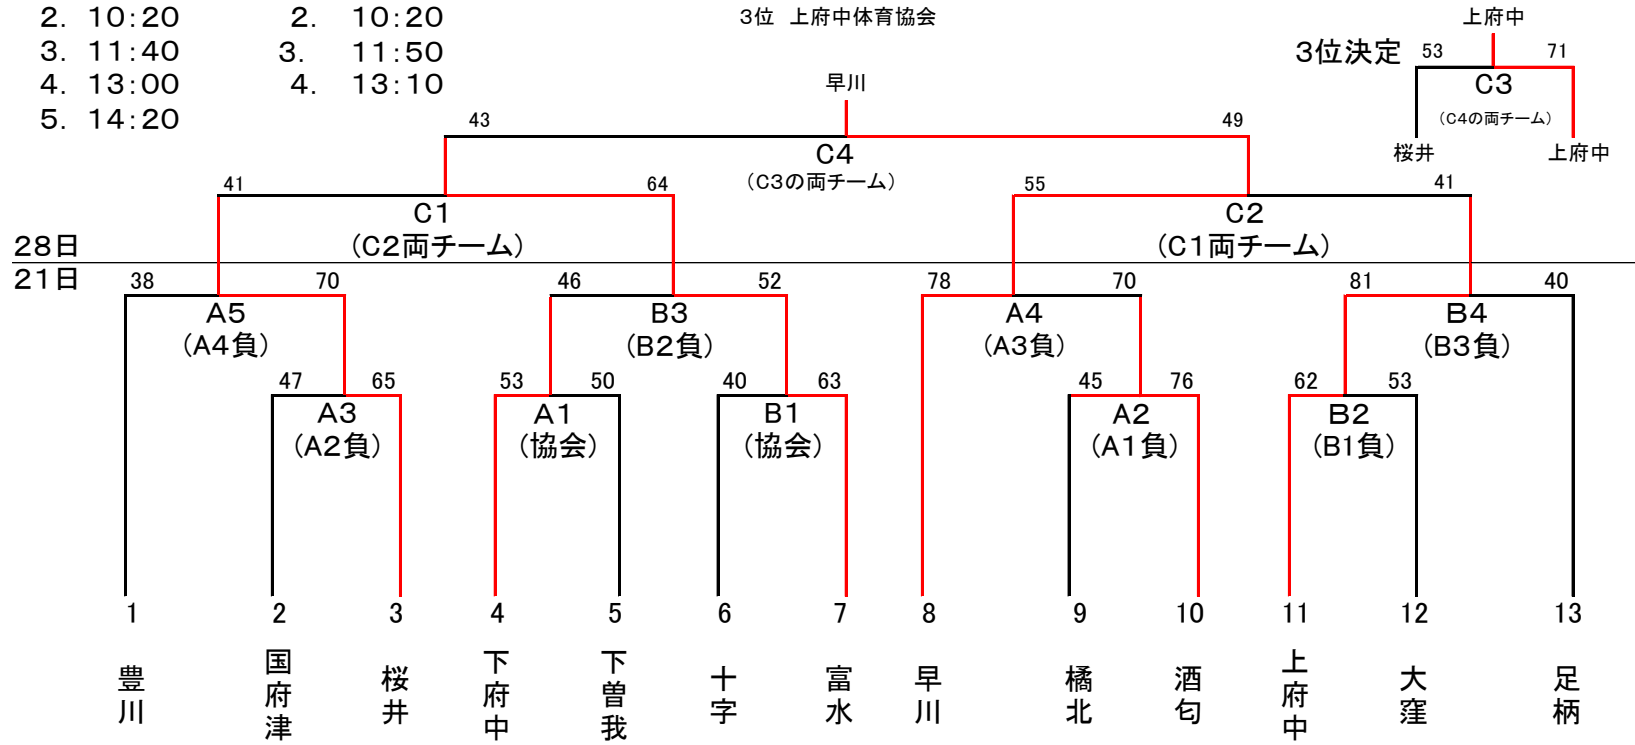 2. 10:20 2. 10:20 3位 上府中体育協会 上府中
3. 11:40 3. 11:50 3位決定 53 71
4. 13:00 4. 13:10 早川 C3
5. 14:20 43 49 (C4の両チーム)
C4 桜井 上府中
(C3の両チーム)
41 64 55 41
C1 C2
28日 (C2両チーム) (C1両チーム)
21日 38 70 46 52 78 70 81 40
A5 B3 A4 B4
(A4負) (B2負) (A3負) (B3負)
47 65 53 50 40 63 45 76 62 53
A3 A1 B1 A2 B2
(A2負) (協会) (協会) (A1負) (B1負)
1 2 3 4 5 6 7 8 9 10 11 12 13
豊川 国府津 桜井 下府中 下曽我 十字 富水 早川 橘北 酒匂 上府中 大窪 足柄